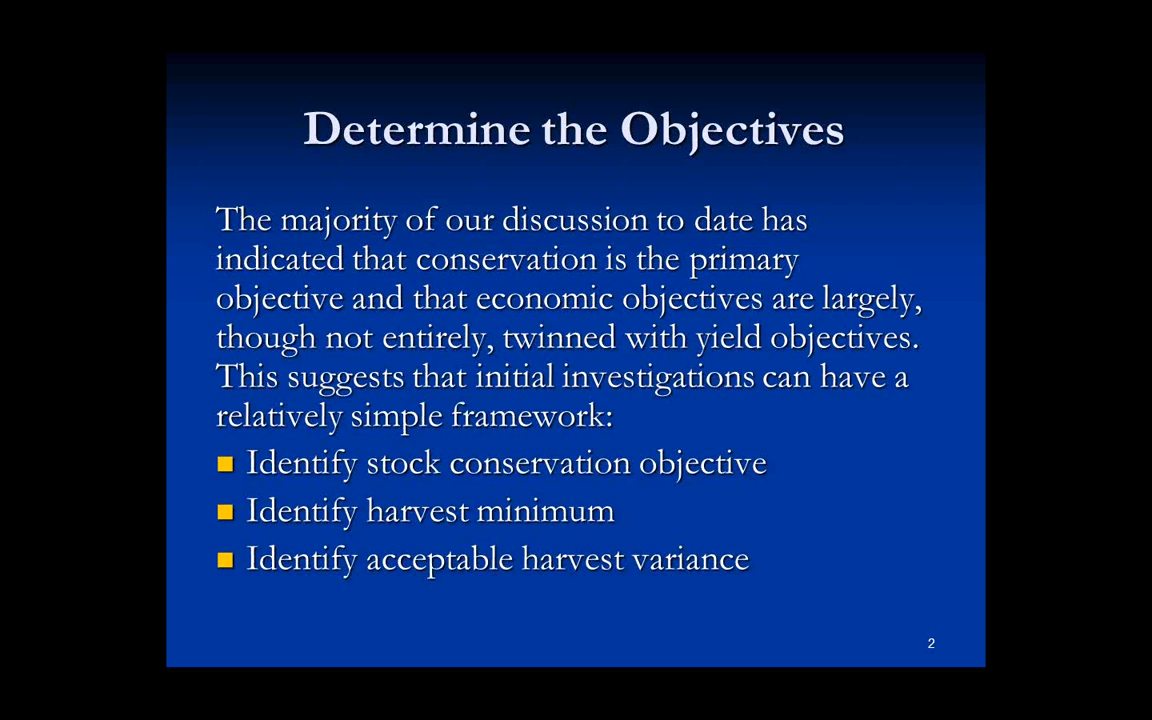 Determine the Objectives
The majority of our discussion to date has
indicated that conservation is the primary
objective and that economic objectives are largely,
though not entirely, twinned with yield objectives.
This suggests that initial investigations can have a
relatively simple framework:
Identify stock conservation objective
Identify harvest minimum
Identify acceptable harvest variance
2